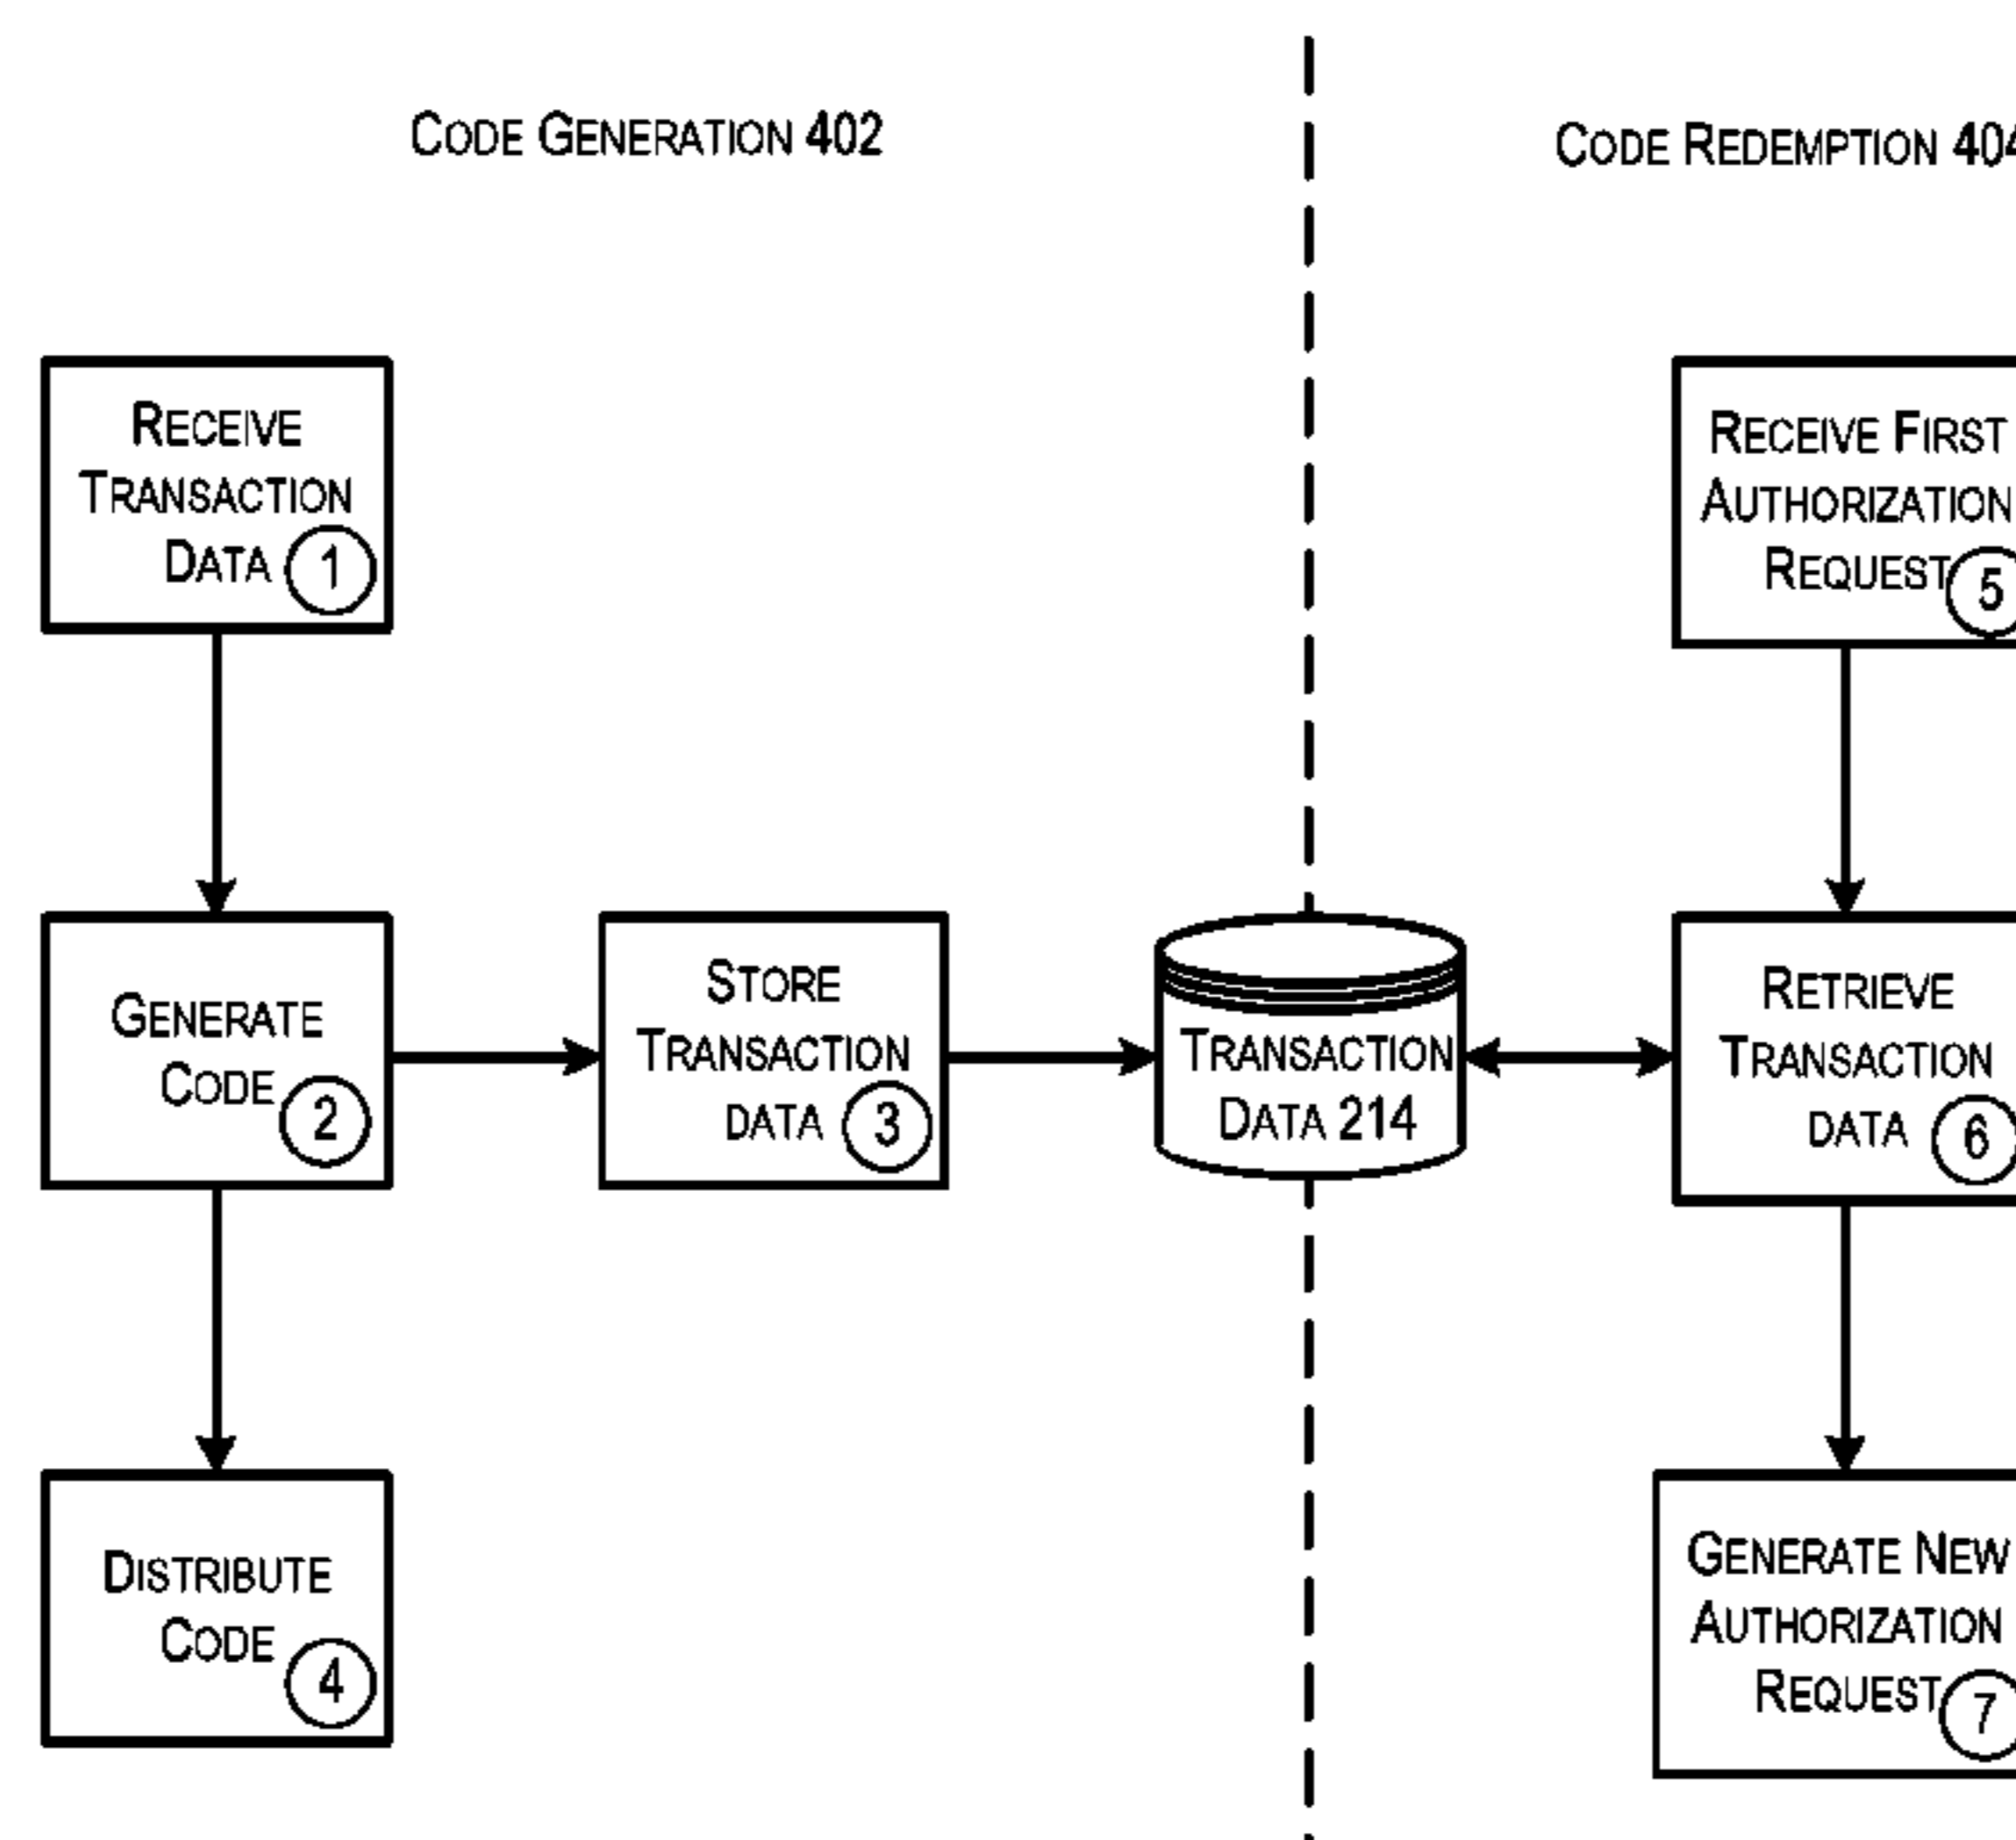 CODE GENERATION 402
CODE REDEMPTION 404
RECEIVE
TRANSACTION
DATA 1
GENERATE
CODE 2
STORE
TRANSACTION
DATA 3
DISTRIBUTE
CODE 4
TRANSACTION
DATA 214
RECEIVE FIRST
AUTHORIZATION
REQUEST 5
RETRIEVE
TRANSACTION
DATA 6
GENERATE NEW
AUTHORIZATION
REQUEST 7